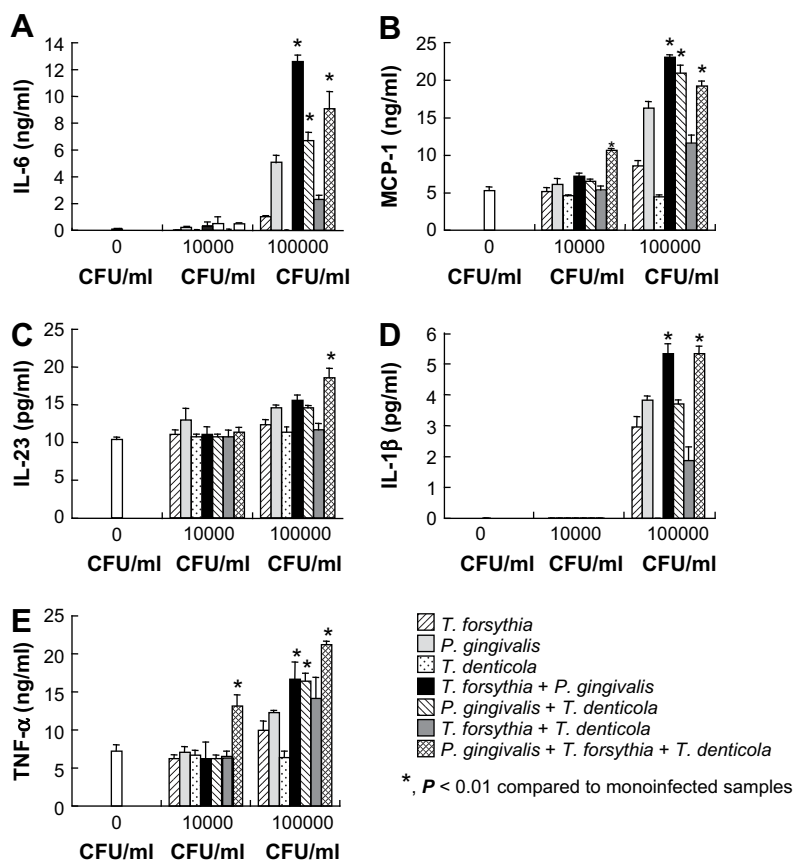 A
IL-6 (ng/ml)
14
12
10
8
6
4
2
0
*
*
*
0
10000
100000
CFU/ml
CFU/ml
CFU/ml
B
MCP-1 (ng/ml)
25
20
15
10
5
0
*
*
*
*
0
10000
100000
CFU/ml
CFU/ml
CFU/ml
C
IL-23 (pg/ml)
25
20
15
10
5
0
*
0
10000
100000
CFU/ml
CFU/ml
CFU/ml
D
IL-1β (pg/ml)
6
5
4
3
2
1
0
*
*
0
10000
100000
CFU/ml
CFU/ml
CFU/ml
E
TNF-α (ng/ml)
25
20
15
10
5
0
*
*
*
*
0
10000
100000
CFU/ml
CFU/ml
CFU/ml
T. forsythia
P. gingivalis
T. denticola
T. forsythia + P. gingivalis
P. gingivalis + T. denticola
T. forsythia + T. denticola
P. gingivalis + T. forsythia + T. denticola
*, P < 0.01 compared to monoinfected samples